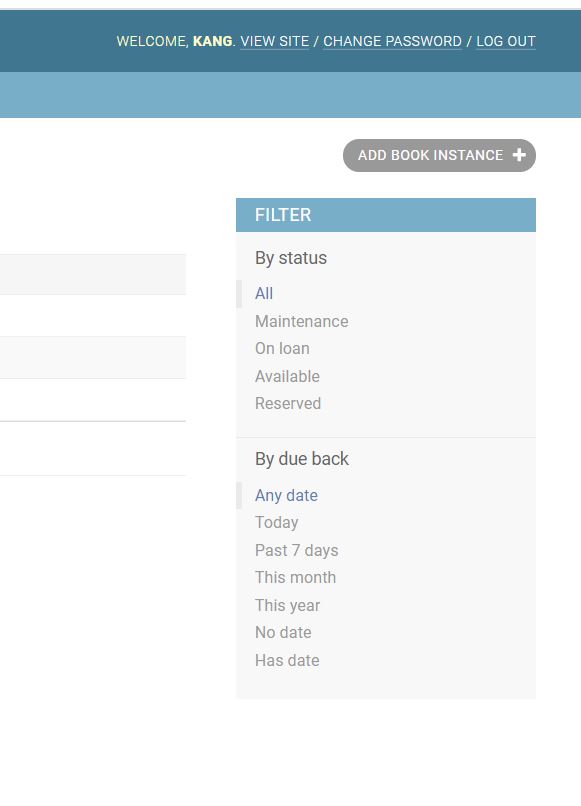 WELCOME, KANG. VIEW SITE / CHANGE PASSWORD / LOG OUT
ADD BOOK INSTANCE
FILTER
By status
All
Maintenance
On loan
Available
Reserved
By due back
Any date
Today
Past 7 days
This month
This year
No date
Has date